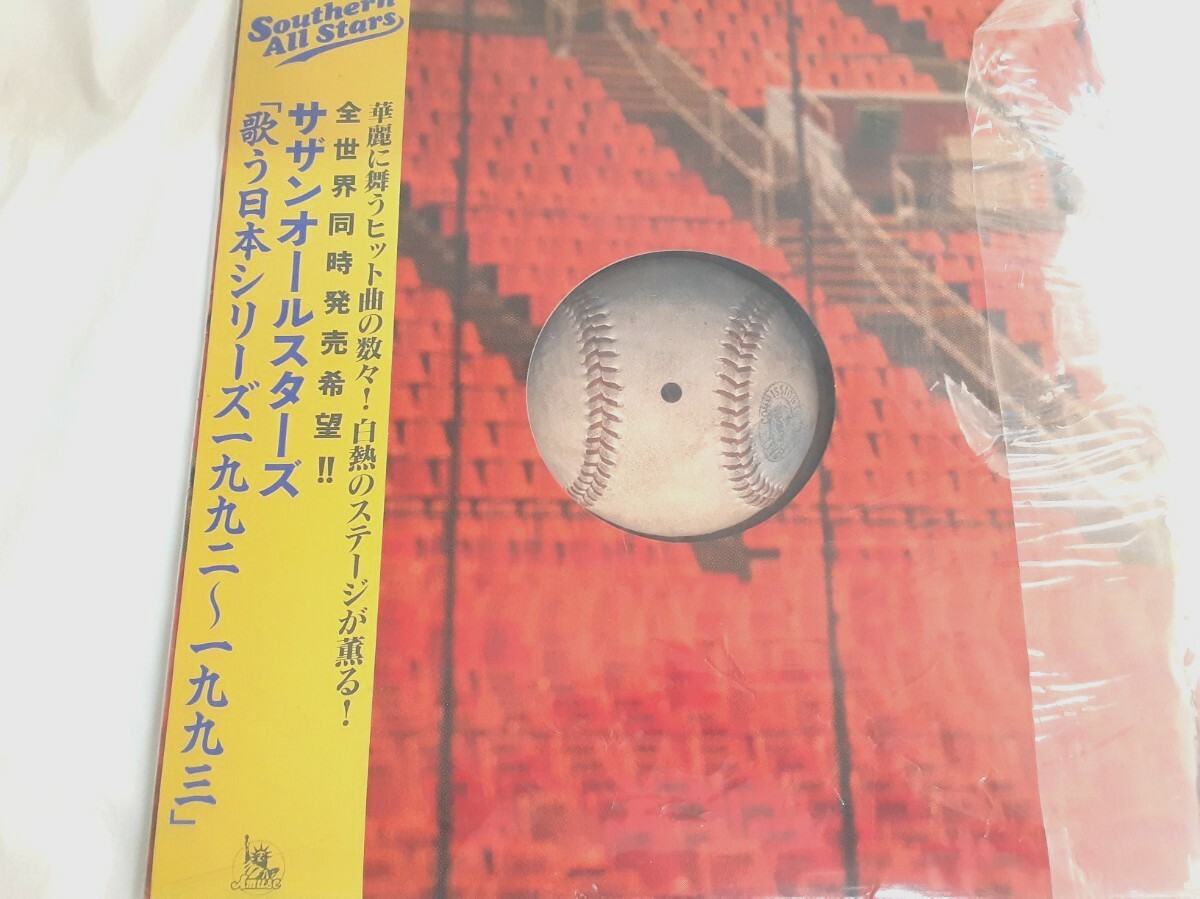 Southern
All Stars
華麗に舞うヒット曲の数々！白熱のステージが薫る！
全世界同時発売希望!!
サザンオールスターズ
「歌う日本シリーズ一九九二〜一九九三」
Amuse